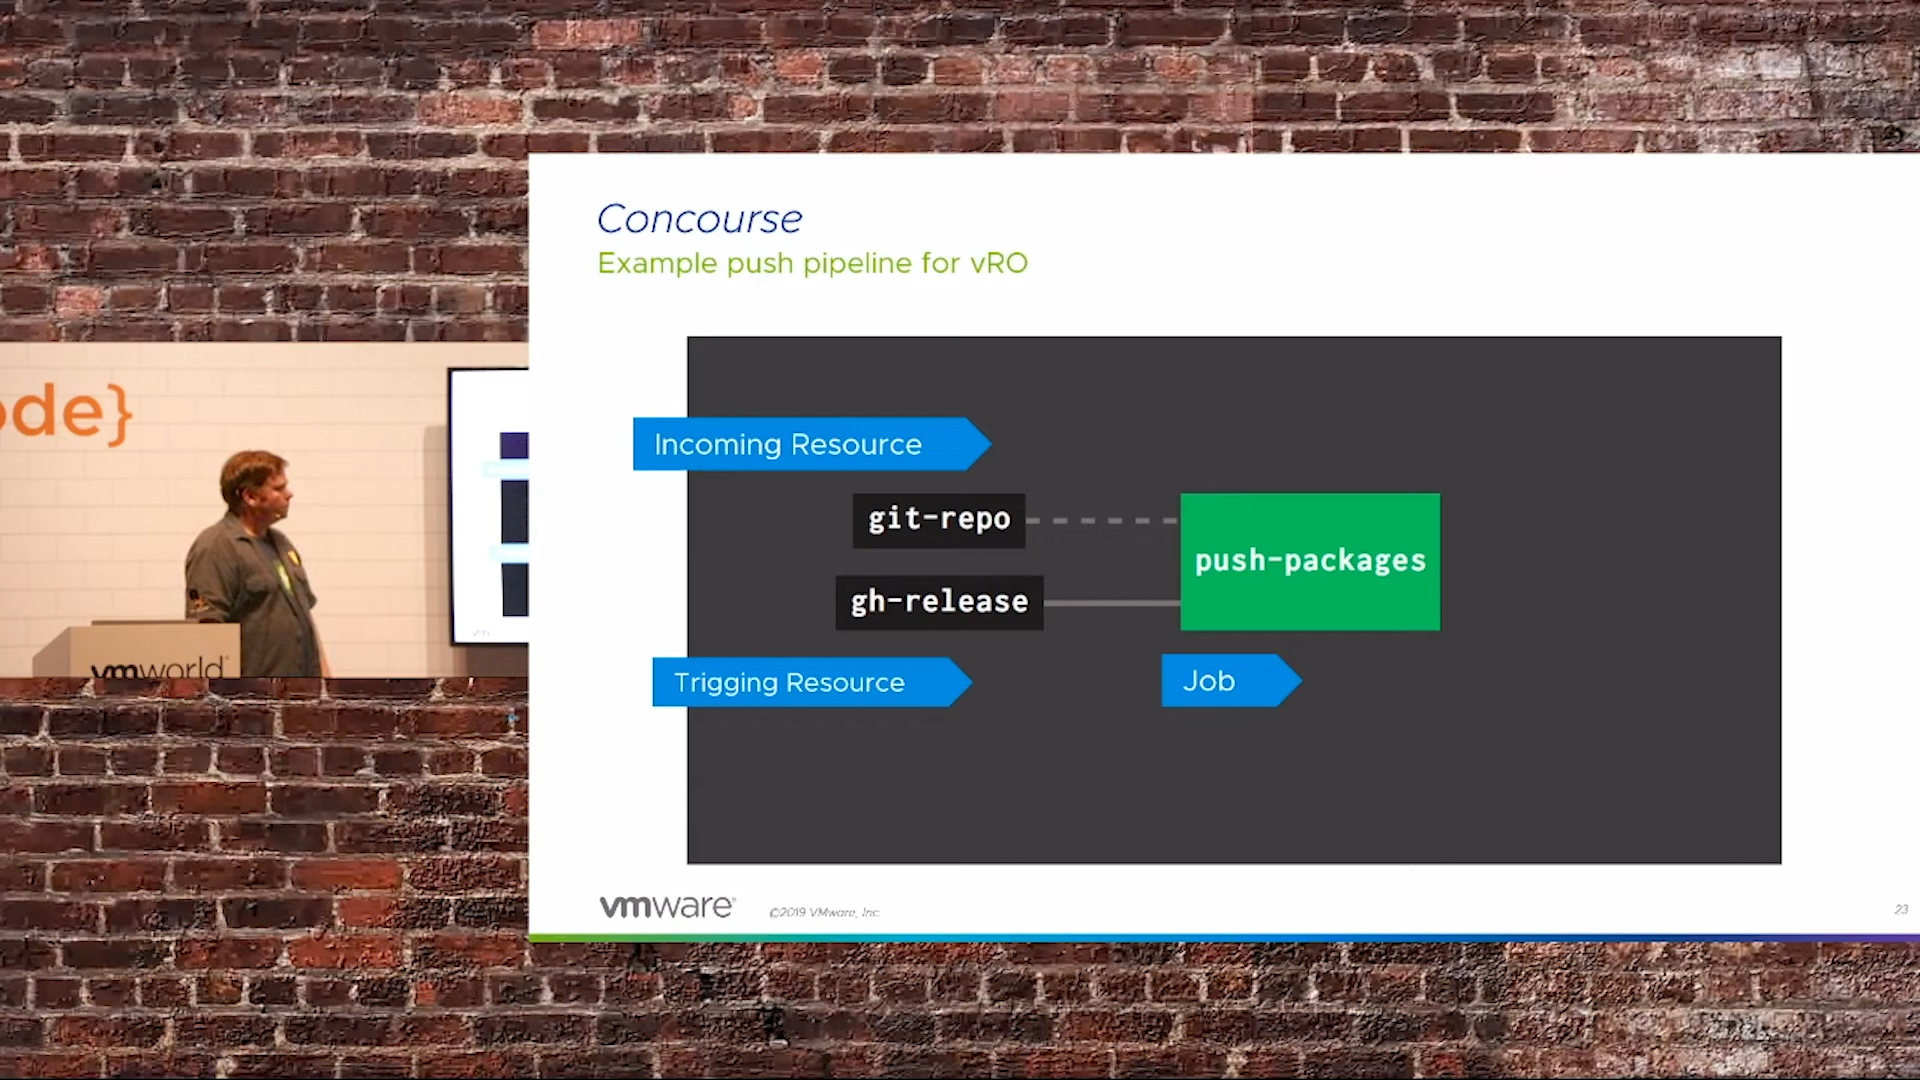 ode}
vmworld
Concourse
Example push pipeline for vRO
Incoming Resource
git-repo
push-packages
gh-release
Trigging Resource
Job
vmware
©2019 VMware, Inc.
23